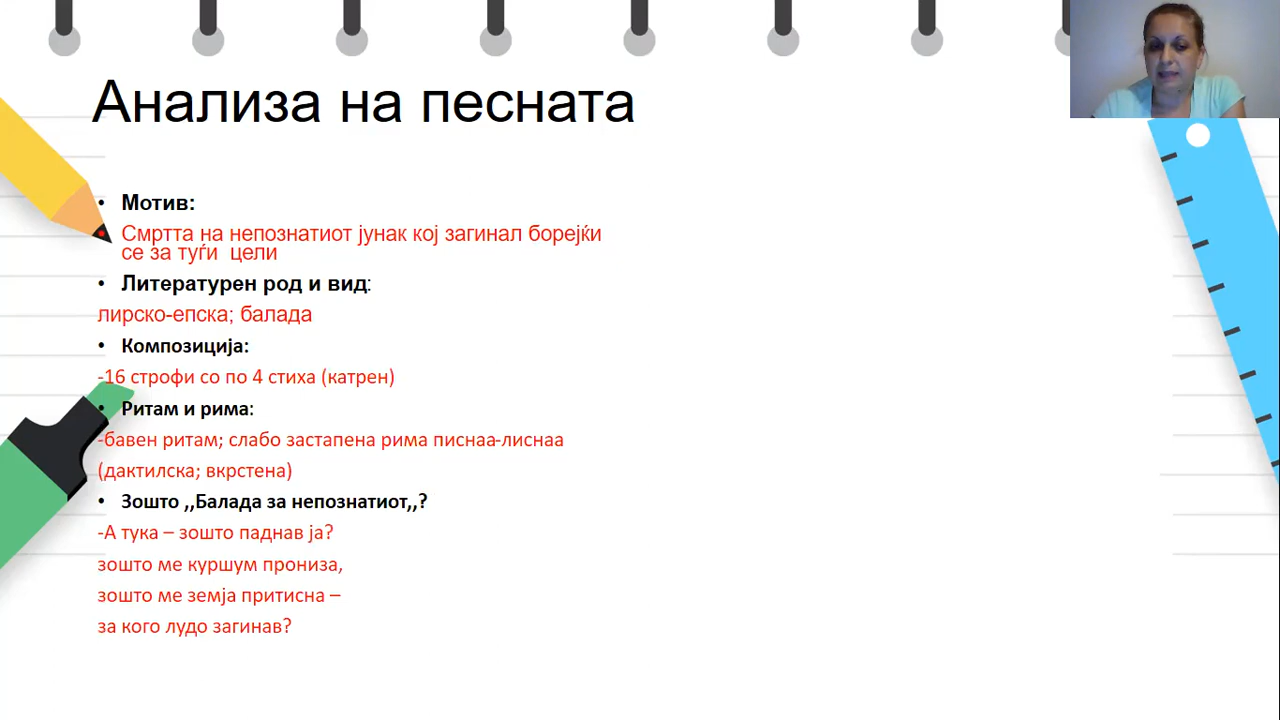 Анализа на песната
• Мотив:
Смртта на непознатиот јунак кој загинал борејќи
се за туѓи цели
• Литературен род и вид:
лирско-епска; балада
• Композиција:
-16 строфи со по 4 стиха (катрен)
• Ритам и рима:
-бавен ритам; слабо застапена рима писнаа-лиснаа
(дактилска; вкрстена)
• Зошто ,,Балада за непознатиот,,?
-А тука – зошто паднав ја?
зошто ме куршум прониза,
зошто ме земја притисна –
за кого лудо загинав?